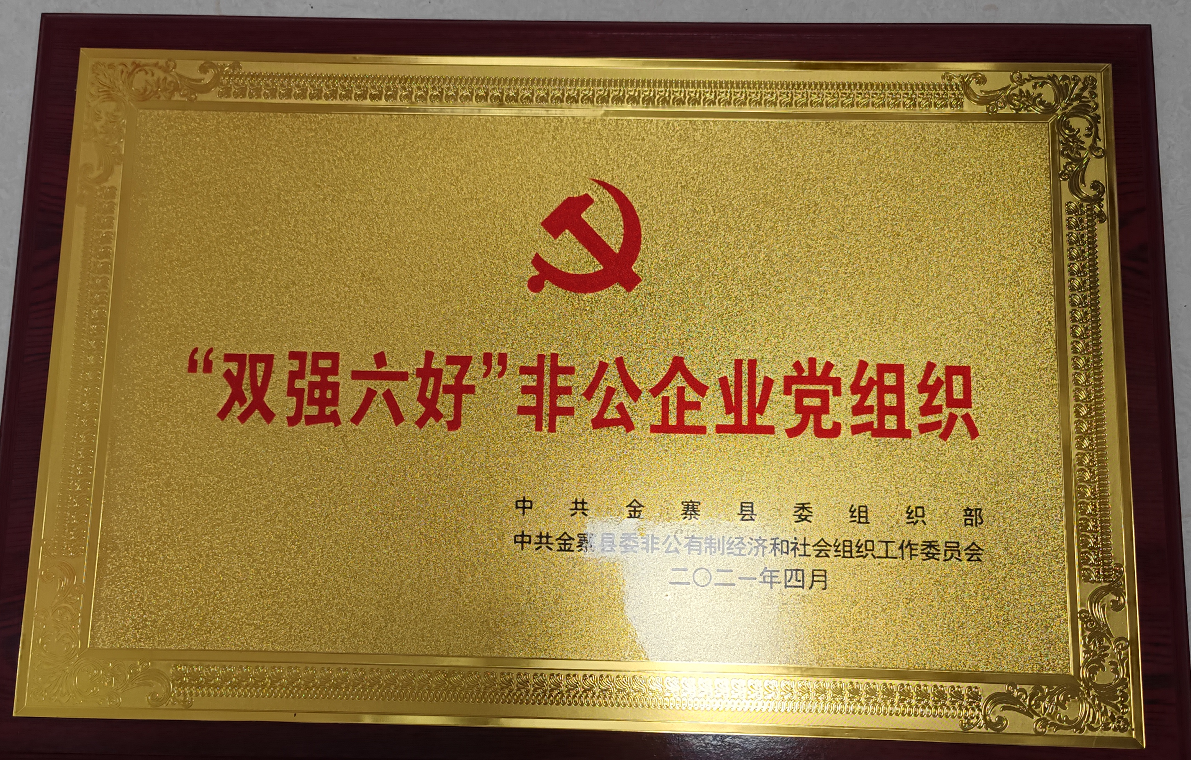 “双强六好”非公企业党组织
中共金寨县委组织部
中共金寨县委非公有制经济和社会组织工作委员会
二〇二一年四月